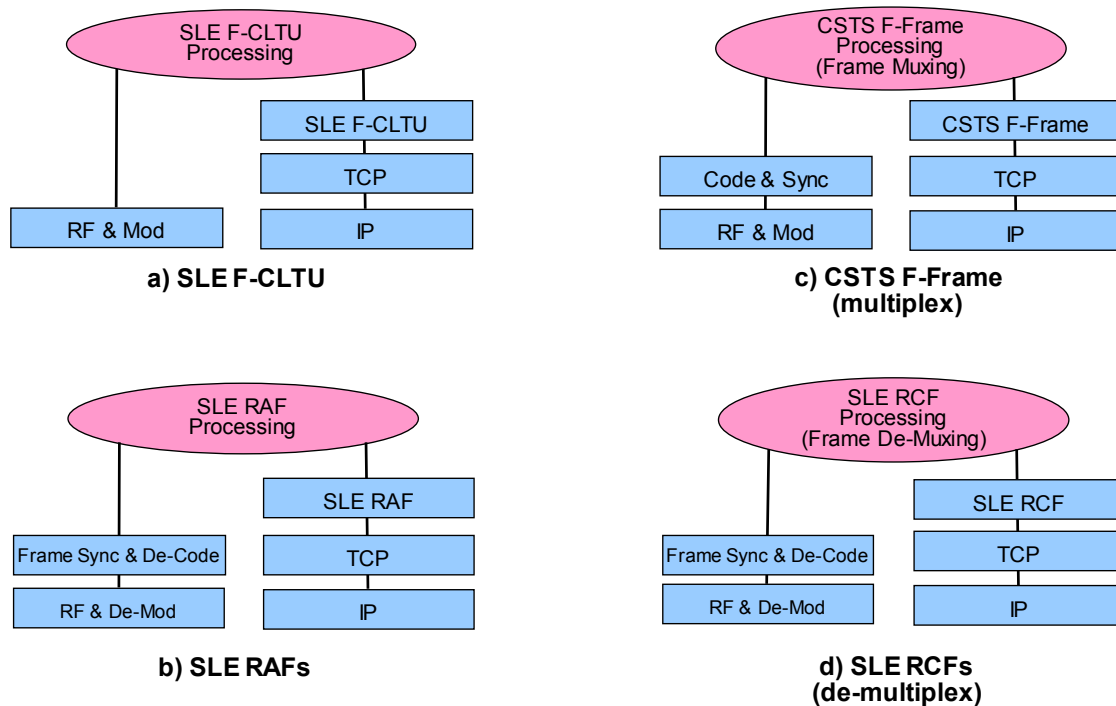 SLE F-CLTU
Processing
SLE F-CLTU
TCP
RF & Mod
IP
a) SLE F-CLTU
CSTS F-Frame
Processing
(Frame Muxing)
CSTS F-Frame
Code & Sync
TCP
RF & Mod
IP
c) CSTS F-Frame
(multiplex)
SLE RAF
Processing
SLE RAF
Frame Sync & De-Code
TCP
RF & De-Mod
IP
b) SLE RAFs
SLE RCF
Processing
(Frame De-Muxing)
SLE RCF
Frame Sync & De-Code
TCP
RF & De-Mod
IP
d) SLE RCFs
(de-multiplex)